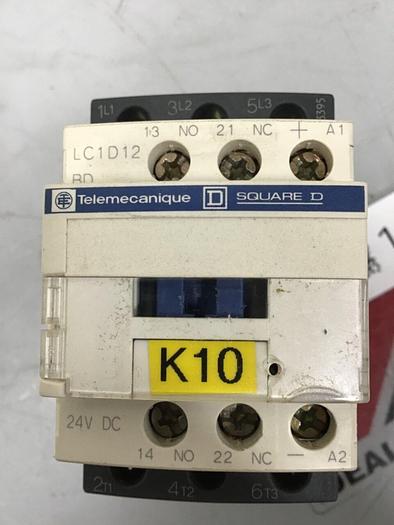 1L1 3L2 5L3
13 NO 21 NC + A1
LC1D12
BD
Telemecanique D SQUARE D
K10
24V DC
14 NO 22 NC − A2
2T1 4T2 6T3
5395